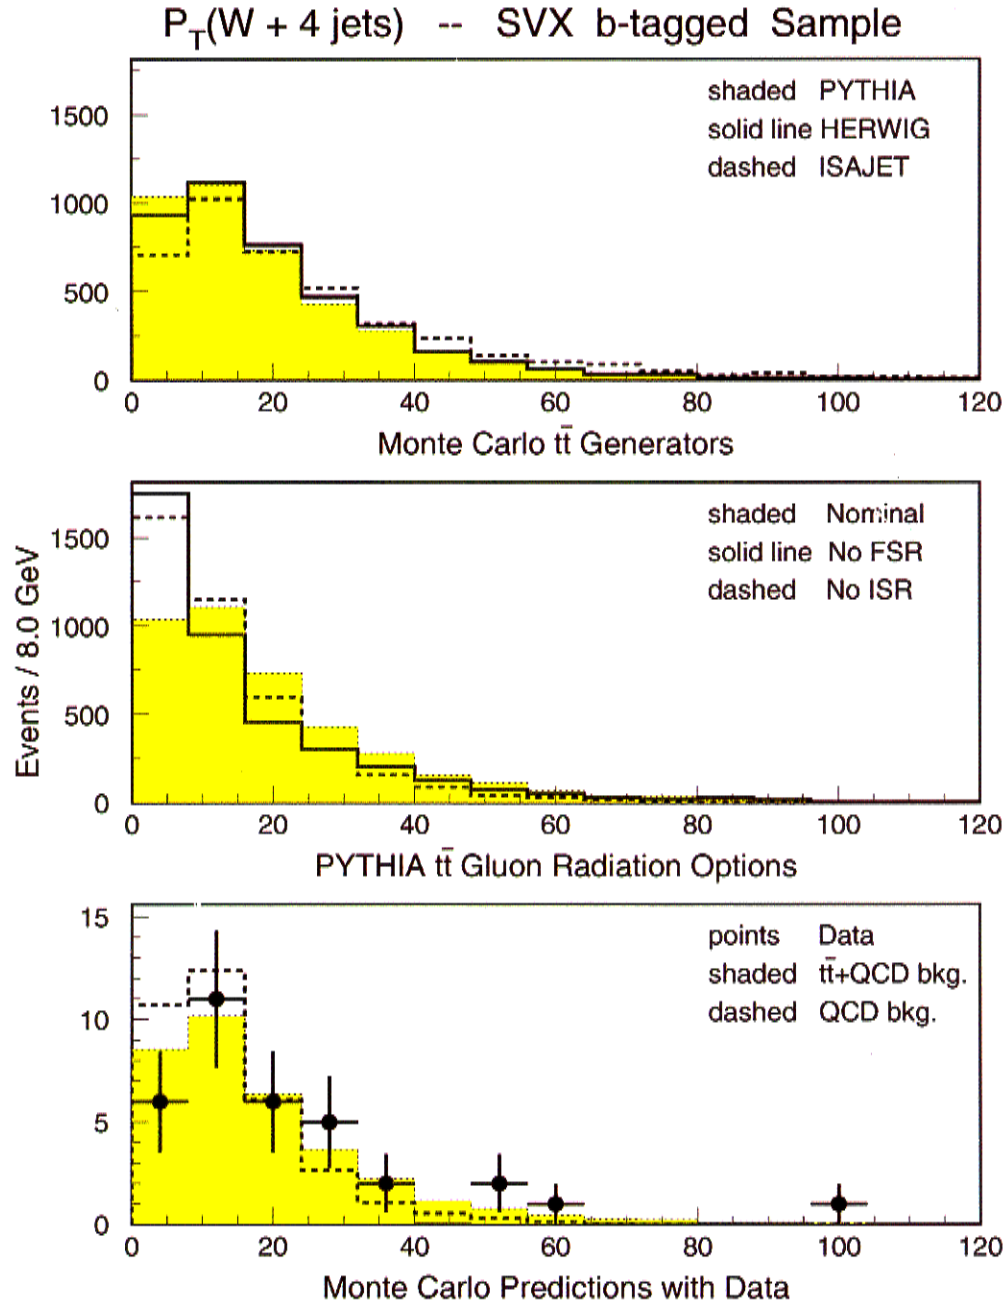 P_T(W + 4 jets) -- SVX b-tagged Sample
shaded PYTHIA
solid line HERWIG
dashed ISAJET
1500
1000
500
0
0 20 40 60 80 100 120
Monte Carlo tt̄ Generators
Events / 8.0 GeV
shaded Nominal
solid line No FSR
dashed No ISR
1500
1000
500
0
0 20 40 60 80 100 120
PYTHIA tt̄ Gluon Radiation Options
points Data
shaded tt̄+QCD bkg.
dashed QCD bkg.
15
10
5
0
0 20 40 60 80 100 120
Monte Carlo Predictions with Data